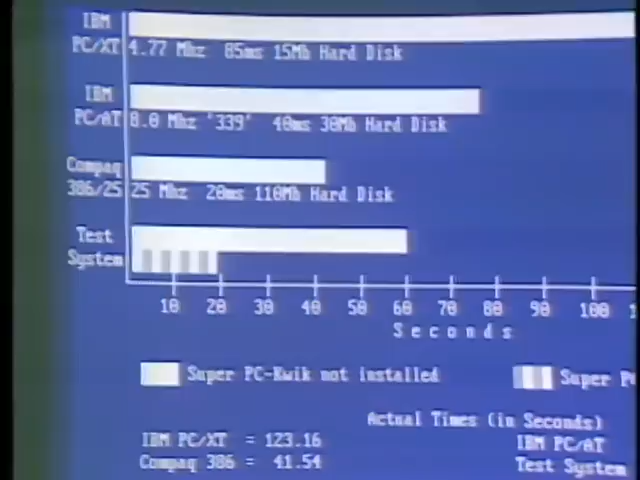 IBM
PC/XT 4.77 Mhz 85ms 15Mb Hard Disk
IBM
PC/AT 8.0 Mhz '339' 40ms 30Mb Hard Disk
Compaq
386/25 25 Mhz 20ms 110Mb Hard Disk
Test
System
10 20 30 40 50 60 70 80 90 100
Seconds
Super PC-Kwik not installed Super
Actual Times (in Seconds)
IBM PC/XT = 123.16 IBM PC/AT
Compaq 386 = 41.54 Test System